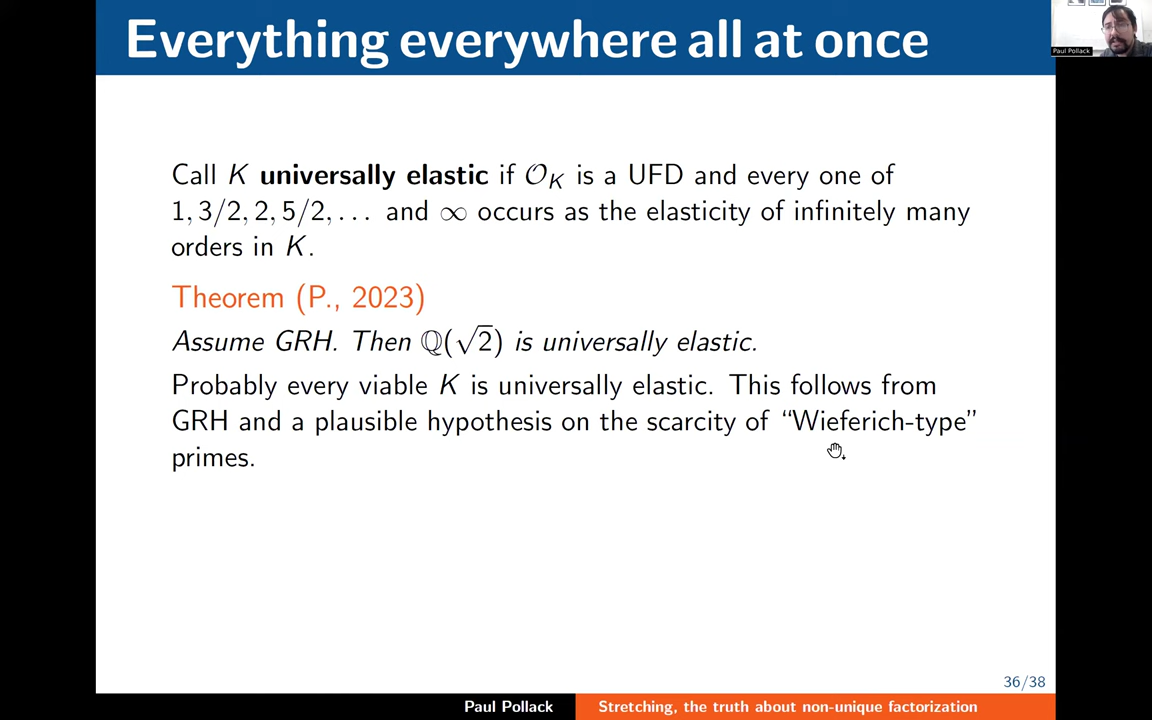 Everything everywhere all at once
Paul Pollack
Call K universally elastic if 𝒪_K is a UFD and every one of
1, 3/2, 2, 5/2, . . . and ∞ occurs as the elasticity of infinitely many
orders in K.
Theorem (P., 2023)
Assume GRH. Then ℚ(√2) is universally elastic.
Probably every viable K is universally elastic. This follows from
GRH and a plausible hypothesis on the scarcity of “Wieferich-type”
primes.
36/38
Paul Pollack
Stretching, the truth about non-unique factorization